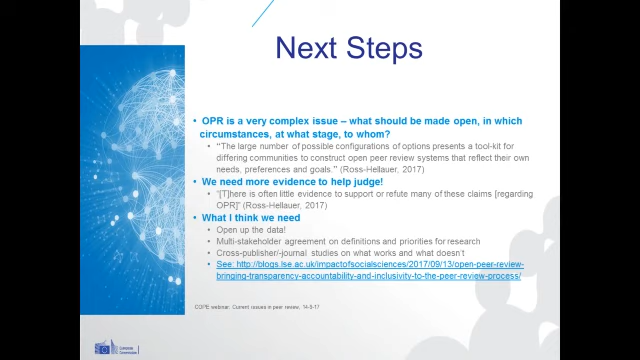 Next Steps
• OPR is a very complex issue – what should be made open, in which
circumstances, at what stage, to whom?
• "The large number of possible configurations of options presents a tool-kit for
differing communities to construct open peer review systems that reflect their own
needs, preferences and goals." (Ross-Hellauer, 2017)
• We need more evidence to help judge!
• "[T]here is often little evidence to support or refute many of these claims [regarding
OPR]" (Ross-Hellauer, 2017)
• What I think we need
• Open up the data!
• Multi-stakeholder agreement on definitions and priorities for research
• Cross-publisher/-journal studies on what works and what doesn't
• See: http://blogs.lse.ac.uk/impactofsocialsciences/2017/09/13/open-peer-review-
bringing-transparency-accountability-and-inclusivity-to-the-peer-review-process/
COPE webinar: Current issues in peer review, 14-9-17
European
Commission